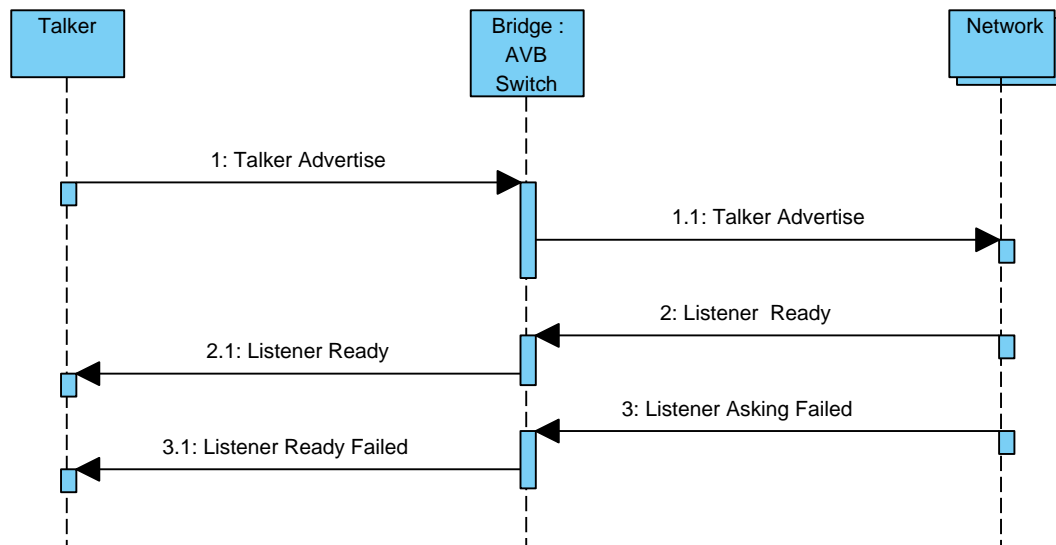 Talker
Bridge :
AVB
Switch
Network
1: Talker Advertise
1.1: Talker Advertise
2: Listener  Ready
2.1: Listener Ready
3: Listener Asking Failed
3.1: Listener Ready Failed